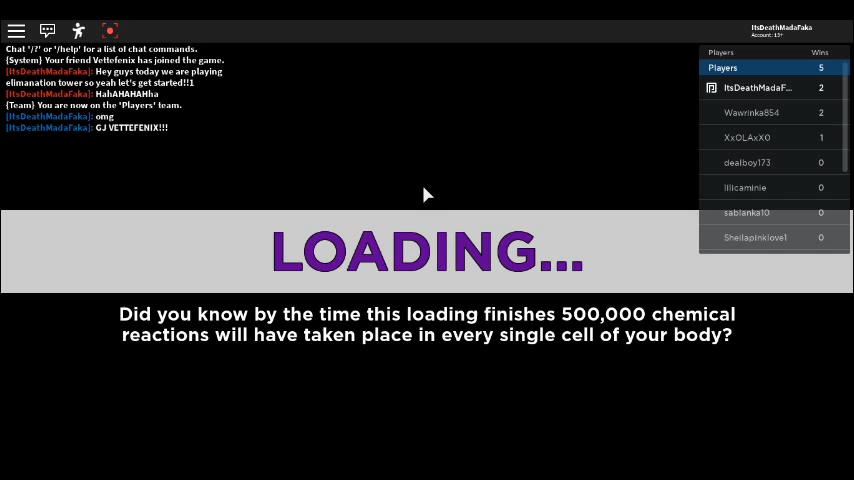 ItsDeathMadaFaka
Account: 13+
Chat '/?' or '/help' for a list of chat commands.
{System} Your friend Vettefenix has joined the game.
[ItsDeathMadaFaka]: Hey guys today we are playing
elimanation tower so yeah let's get started!!1
[ItsDeathMadaFaka]: HahAHAHAHha
{Team} You are now on the 'Players' team.
[ItsDeathMadaFaka]: omg
[ItsDeathMadaFaka]: GJ VETTEFENIX!!!
Players Wins
Players 5
ItsDeathMadaF... 2
Wawrinka854 2
XxOLAxX0 1
dealboy173 0
lilicaminie 0
sablanka10 0
Sheilapinklove1 0
LOADING...
Did you know by the time this loading finishes 500,000 chemical
reactions will have taken place in every single cell of your body?